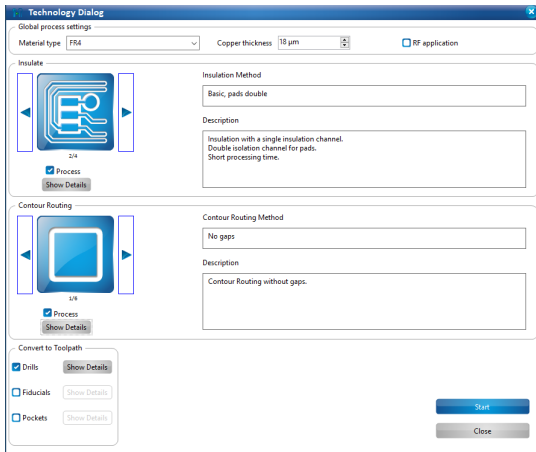 Technology Dialog
Global process settings
Material type FR4 Copper thickness 18 µm RF application
Insulate
Insulation Method
Basic, pads double
Description
Insulation with a single insulation channel.
Double isolation channel for pads.
Short processing time.
2/4
Process
Show Details
Contour Routing
Contour Routing Method
No gaps
Description
Contour Routing without gaps.
1/6
Process
Show Details
Convert to Toolpath
Drills Show Details
Fiducials Show Details
Pockets Show Details
Start
Close